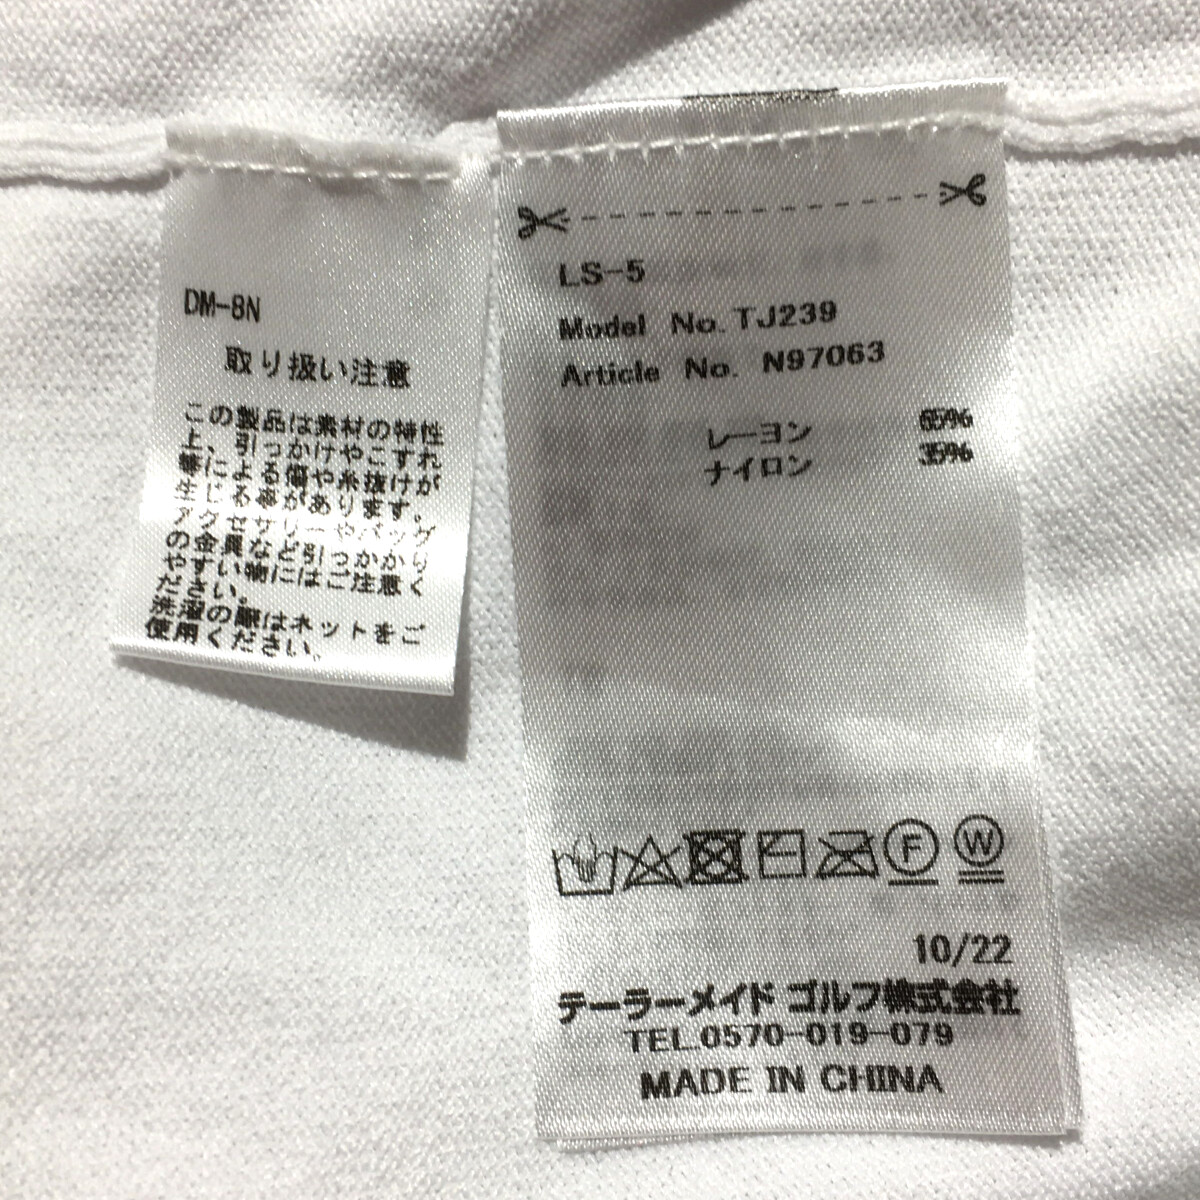 DM-8N
取り扱い注意
この製品は素材の特性
上、引っかけやこすれ
等による傷や糸抜けが
生じる事があります。
アクセサリーやバッグ
の金具など引っかかり
やすい物にはご注意く
ださい。
洗濯の際はネットをご
使用ください。
LS-5
Model No. TJ239
Article No. N97063
レーヨン 65%
ナイロン 35%
F W
10/22
テーラーメイド ゴルフ株式会社
TEL.0570-019-079
MADE IN CHINA